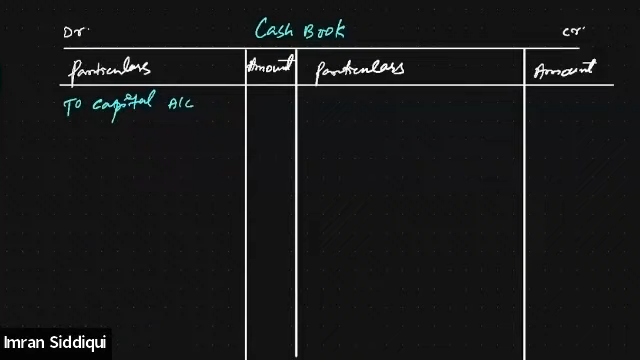 Dr. Cash Book Cr.
Particulars Amount Particulars Amount
To Capital A/C
Imran Siddiqui